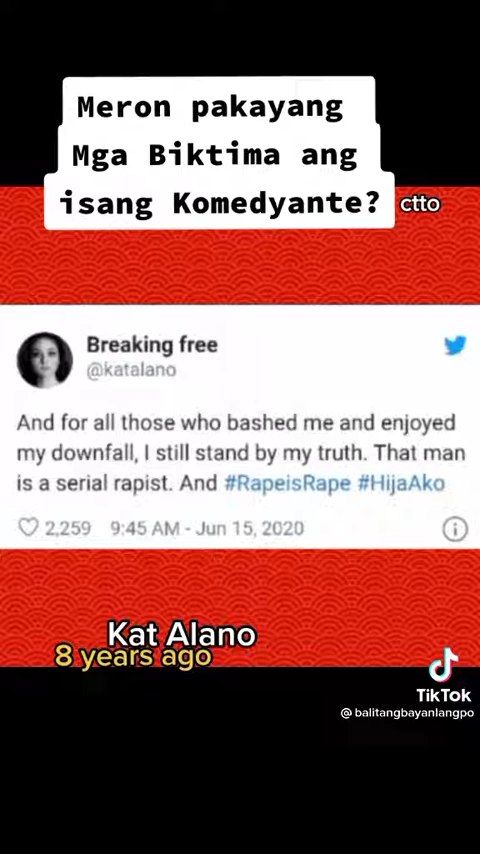 Meron pakayang
Mga Biktima ang
isang Komedyante?
ctto
Breaking free
@katalano
And for all those who bashed me and enjoyed
my downfall, I still stand by my truth. That man
is a serial rapist. And #RapeisRape #HijaAko
2,259 9:45 AM - Jun 15, 2020
Kat Alano
8 years ago
TikTok
@balitangbayanlangpo